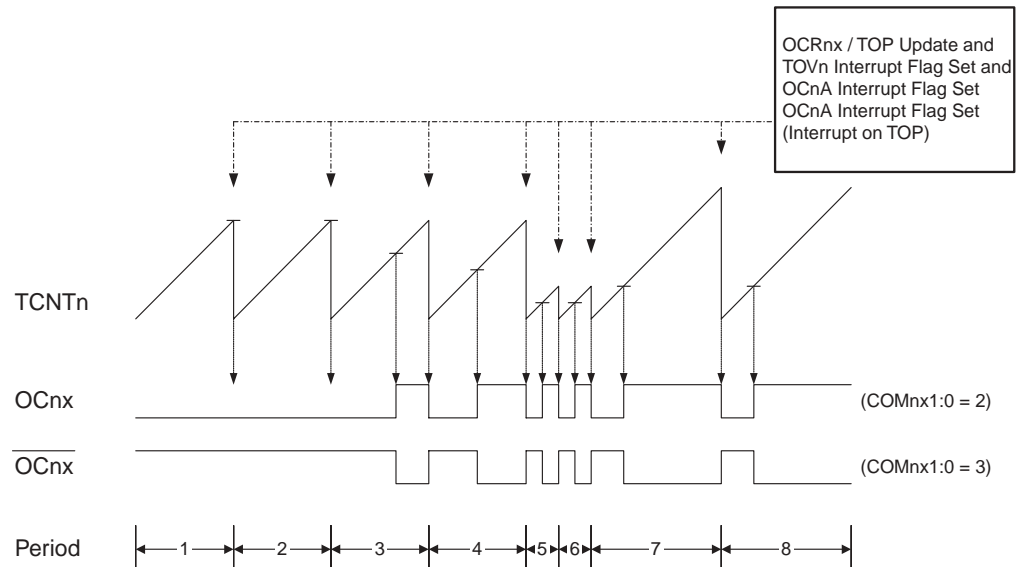 OCRnx / TOP Update and
TOVn Interrupt Flag Set and
OCnA Interrupt Flag Set
OCnA Interrupt Flag Set
(Interrupt on TOP)
TCNTn
OCnx
(COMnx1:0 = 2)
OCnx
(COMnx1:0 = 3)
Period
1 2 3 4 5 6 7 8